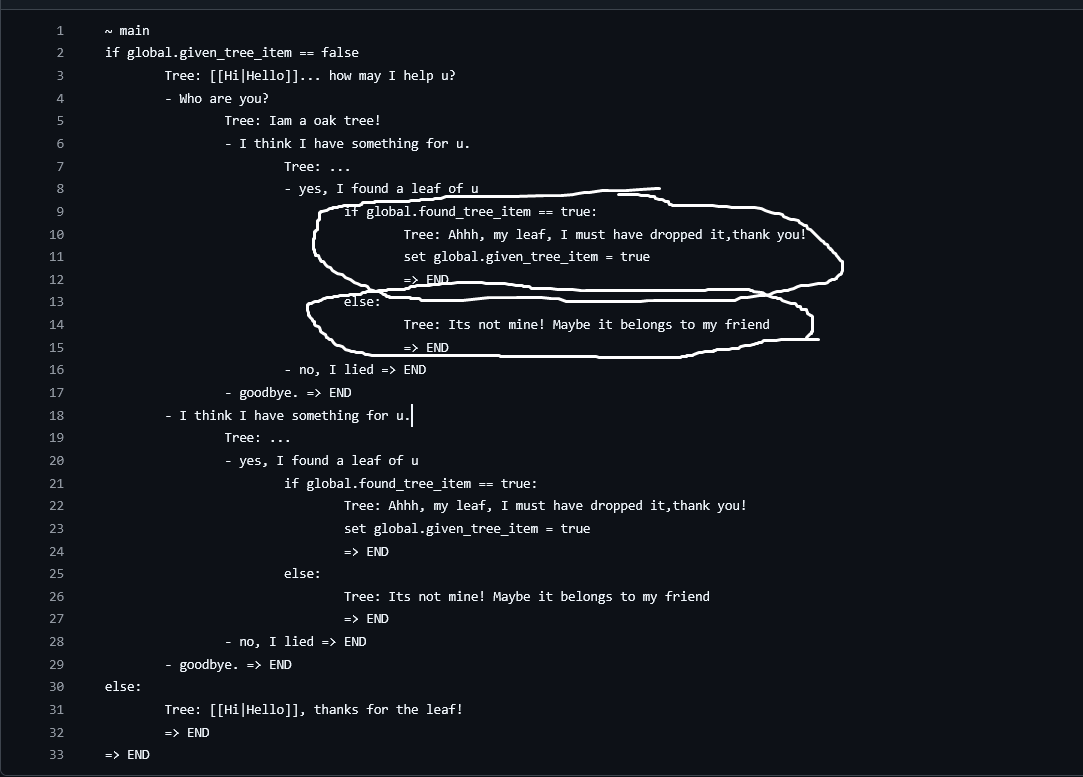 1 ~ main
2 if global.given_tree_item == false
3 Tree: [[Hi|Hello]]... how may I help u?
4 - Who are you?
5 Tree: Iam a oak tree!
6 - I think I have something for u.
7 Tree: ...
8 - yes, I found a leaf of u
9 if global.found_tree_item == true:
10 Tree: Ahhh, my leaf, I must have dropped it,thank you!
11 set global.given_tree_item = true
12 => END
13 else:
14 Tree: Its not mine! Maybe it belongs to my friend
15 => END
16 - no, I lied => END
17 - goodbye. => END
18 - I think I have something for u.
19 Tree: ...
20 - yes, I found a leaf of u
21 if global.found_tree_item == true:
22 Tree: Ahhh, my leaf, I must have dropped it,thank you!
23 set global.given_tree_item = true
24 => END
25 else:
26 Tree: Its not mine! Maybe it belongs to my friend
27 => END
28 - no, I lied => END
29 - goodbye. => END
30 else:
31 Tree: [[Hi|Hello]], thanks for the leaf!
32 => END
33 => END